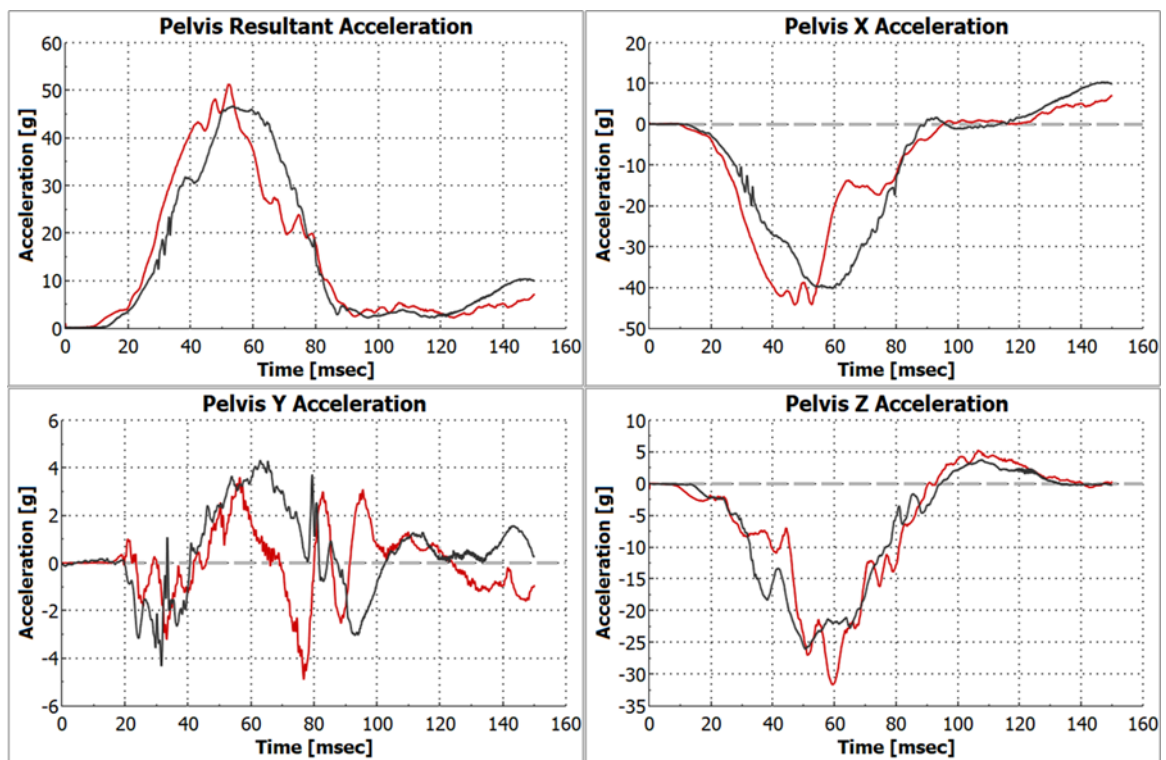 Pelvis Resultant Acceleration
60
50
40
30
20
10
0
Acceleration [g]
0 20 40 60 80 100 120 140 160
Time [msec]
Pelvis X Acceleration
20
10
0
-10
-20
-30
-40
-50
Acceleration [g]
0 20 40 60 80 100 120 140 160
Time [msec]
Pelvis Y Acceleration
6
4
2
0
-2
-4
-6
Acceleration [g]
0 20 40 60 80 100 120 140 160
Time [msec]
Pelvis Z Acceleration
10
5
0
-5
-10
-15
-20
-25
-30
-35
Acceleration [g]
0 20 40 60 80 100 120 140 160
Time [msec]